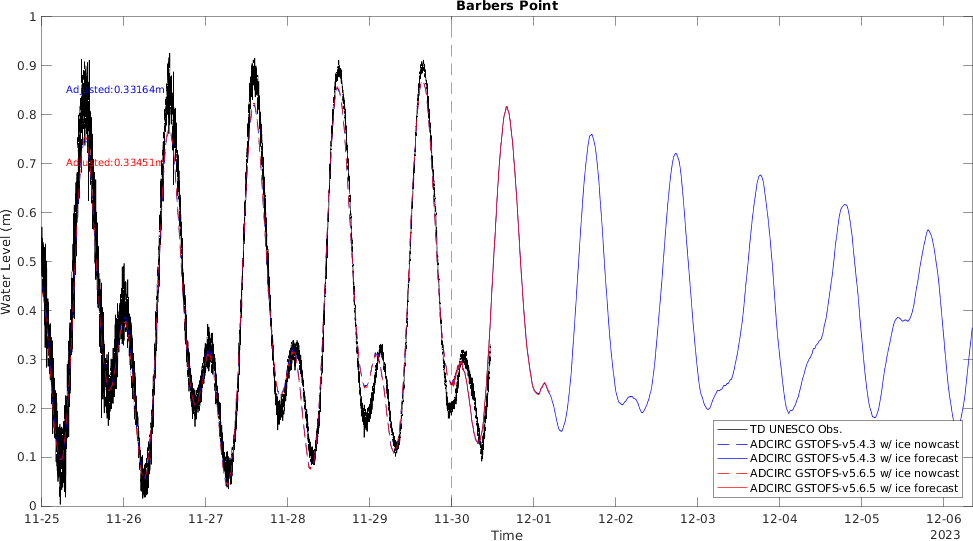 Barbers Point
1
0.9
0.8
0.7
0.6
0.5
0.4
0.3
0.2
0.1
0
Water Level (m)
Adjusted:0.33164m
Adjusted:0.33451m
TD UNESCO Obs.
ADCIRC GSTOFS-v5.4.3 w/ ice nowcast
ADCIRC GSTOFS-v5.4.3 w/ ice forecast
ADCIRC GSTOFS-v5.6.5 w/ ice nowcast
ADCIRC GSTOFS-v5.6.5 w/ ice forecast
11-25 11-26 11-27 11-28 11-29 11-30 12-01 12-02 12-03 12-04 12-05 12-06
Time
2023